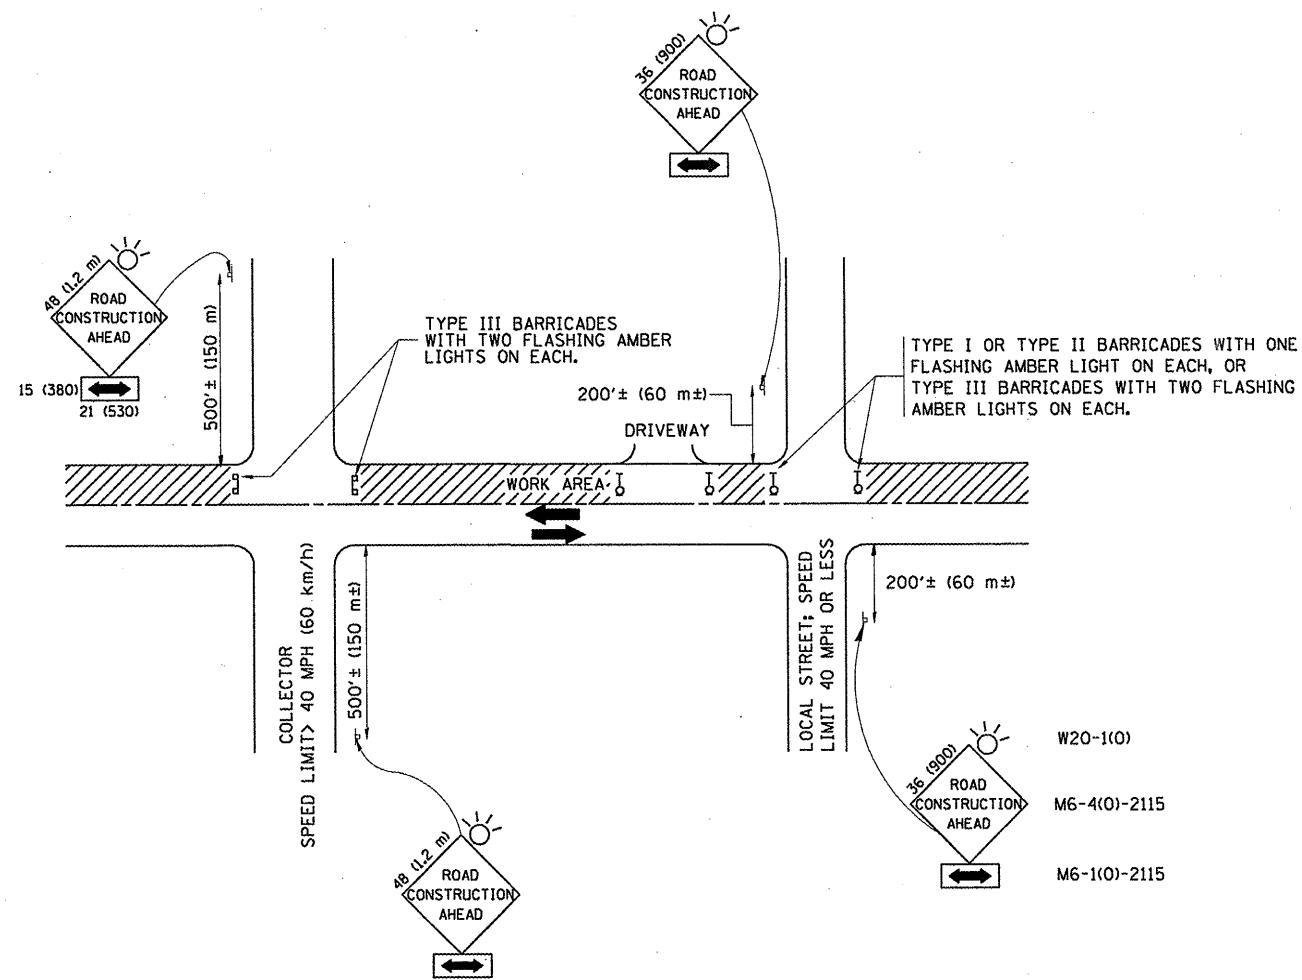 36 (900)
ROAD
CONSTRUCTION
AHEAD
48 (1.2 m)
ROAD
CONSTRUCTION
AHEAD
15 (380)
21 (530)
500'± (150 m)
TYPE III BARRICADES
WITH TWO FLASHING AMBER
LIGHTS ON EACH.
200'± (60 m±)
DRIVEWAY
TYPE I OR TYPE II BARRICADES WITH ONE
FLASHING AMBER LIGHT ON EACH, OR
TYPE III BARRICADES WITH TWO FLASHING
AMBER LIGHTS ON EACH.
WORK AREA
COLLECTOR
SPEED LIMIT> 40 MPH (60 km/h)
500'± (150 m±)
LOCAL STREET; SPEED
LIMIT 40 MPH OR LESS
200'± (60 m±)
48 (1.2 m)
ROAD
CONSTRUCTION
AHEAD
36 (900)
ROAD
CONSTRUCTION
AHEAD
W20-1(O)
M6-4(O)-2115
M6-1(O)-2115